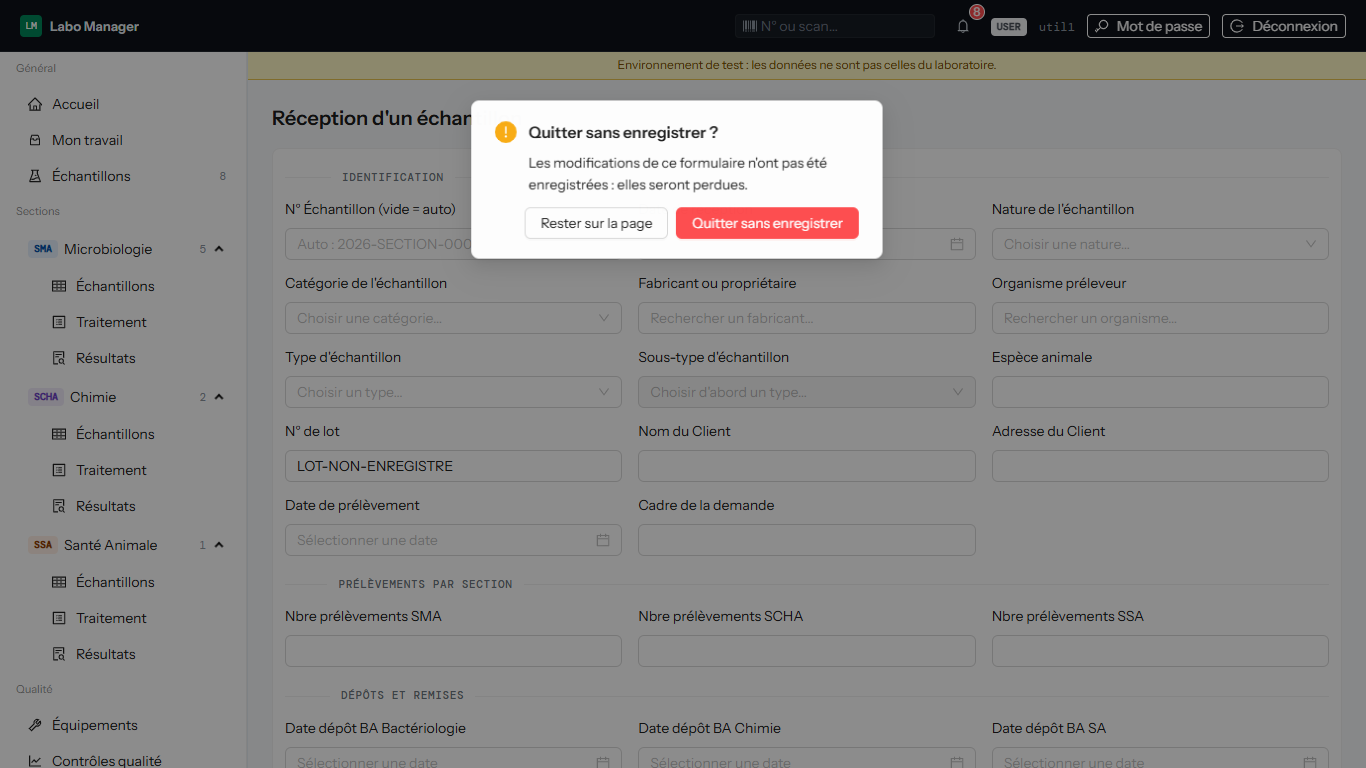 LM Labo Manager
N° ou scan...
8
USER
util1
Mot de passe
Déconnexion
Général
Accueil
Mon travail
Échantillons 8
Sections
SMA Microbiologie 5
Échantillons
Traitement
Résultats
SCHA Chimie 2
Échantillons
Traitement
Résultats
SSA Santé Animale 1
Échantillons
Traitement
Résultats
Qualité
Équipements
Contrôles qualité
Environnement de test : les données ne sont pas celles du laboratoire.
Réception d'un échan
Quitter sans enregistrer ?
Les modifications de ce formulaire n'ont pas été
enregistrées : elles seront perdues.
Rester sur la page
Quitter sans enregistrer
IDENTIFICATION
N° Échantillon (vide = auto)
Nature de l'échantillon
Auto : 2026-SECTION-000
Choisir une nature...
Catégorie de l'échantillon
Fabricant ou propriétaire
Organisme préleveur
Choisir une catégorie...
Rechercher un fabricant...
Rechercher un organisme...
Type d'échantillon
Sous-type d'échantillon
Espèce animale
Choisir un type...
Choisir d'abord un type...
N° de lot
Nom du Client
Adresse du Client
LOT-NON-ENREGISTRE
Date de prélèvement
Cadre de la demande
Sélectionner une date
PRÉLÈVEMENTS PAR SECTION
Nbre prélèvements SMA
Nbre prélèvements SCHA
Nbre prélèvements SSA
DÉPÔTS ET REMISES
Date dépôt BA Bactériologie
Date dépôt BA Chimie
Date dépôt BA SA
Sélectionner une date
Sélectionner une date
Sélectionner une date